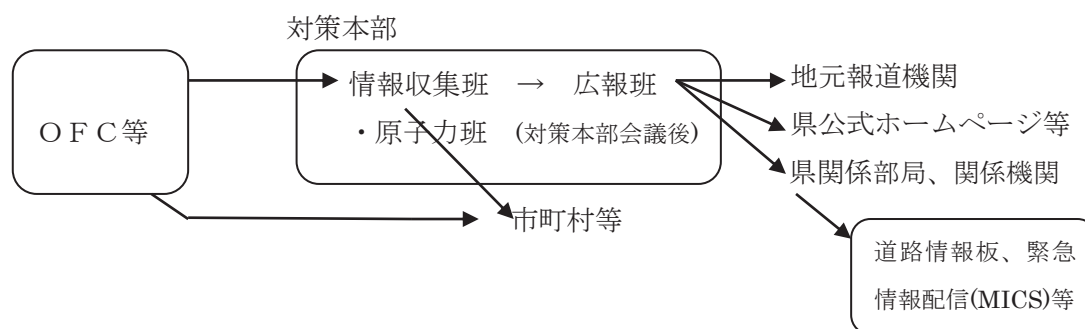 対策本部
ＯＦＣ等
情報収集班 → 広報班
・原子力班 (対策本部会議後)
地元報道機関
県公式ホームページ等
県関係部局、関係機関
市町村等
道路情報板、緊急
情報配信(MICS)等